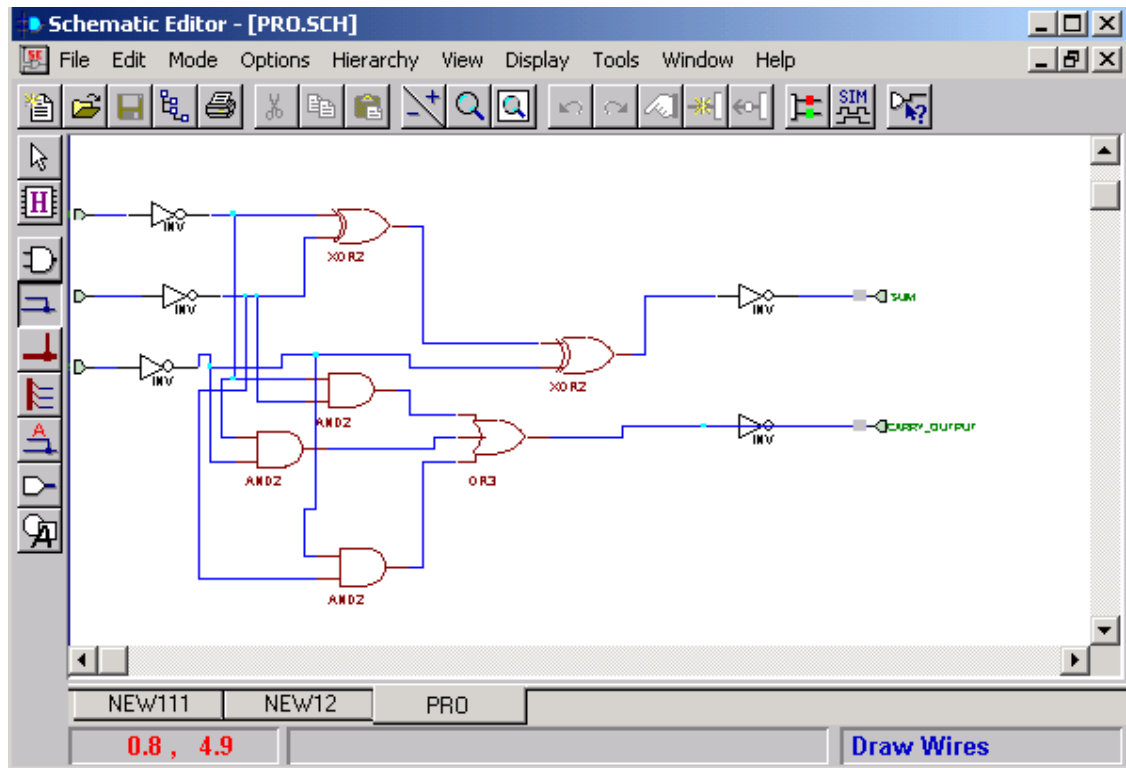 Schematic Editor - [PRO.SCH]
File Edit Mode Options Hierarchy View Display Tools Window Help
SIM
H
INV
XOR2
INV
INV
SUM
INV
XOR2
AND2
A
CARRY_OUTPUT
INV
AND2
OR3
A
AND2
NEW111 NEW12 PRO
0.8 , 4.9 Draw Wires